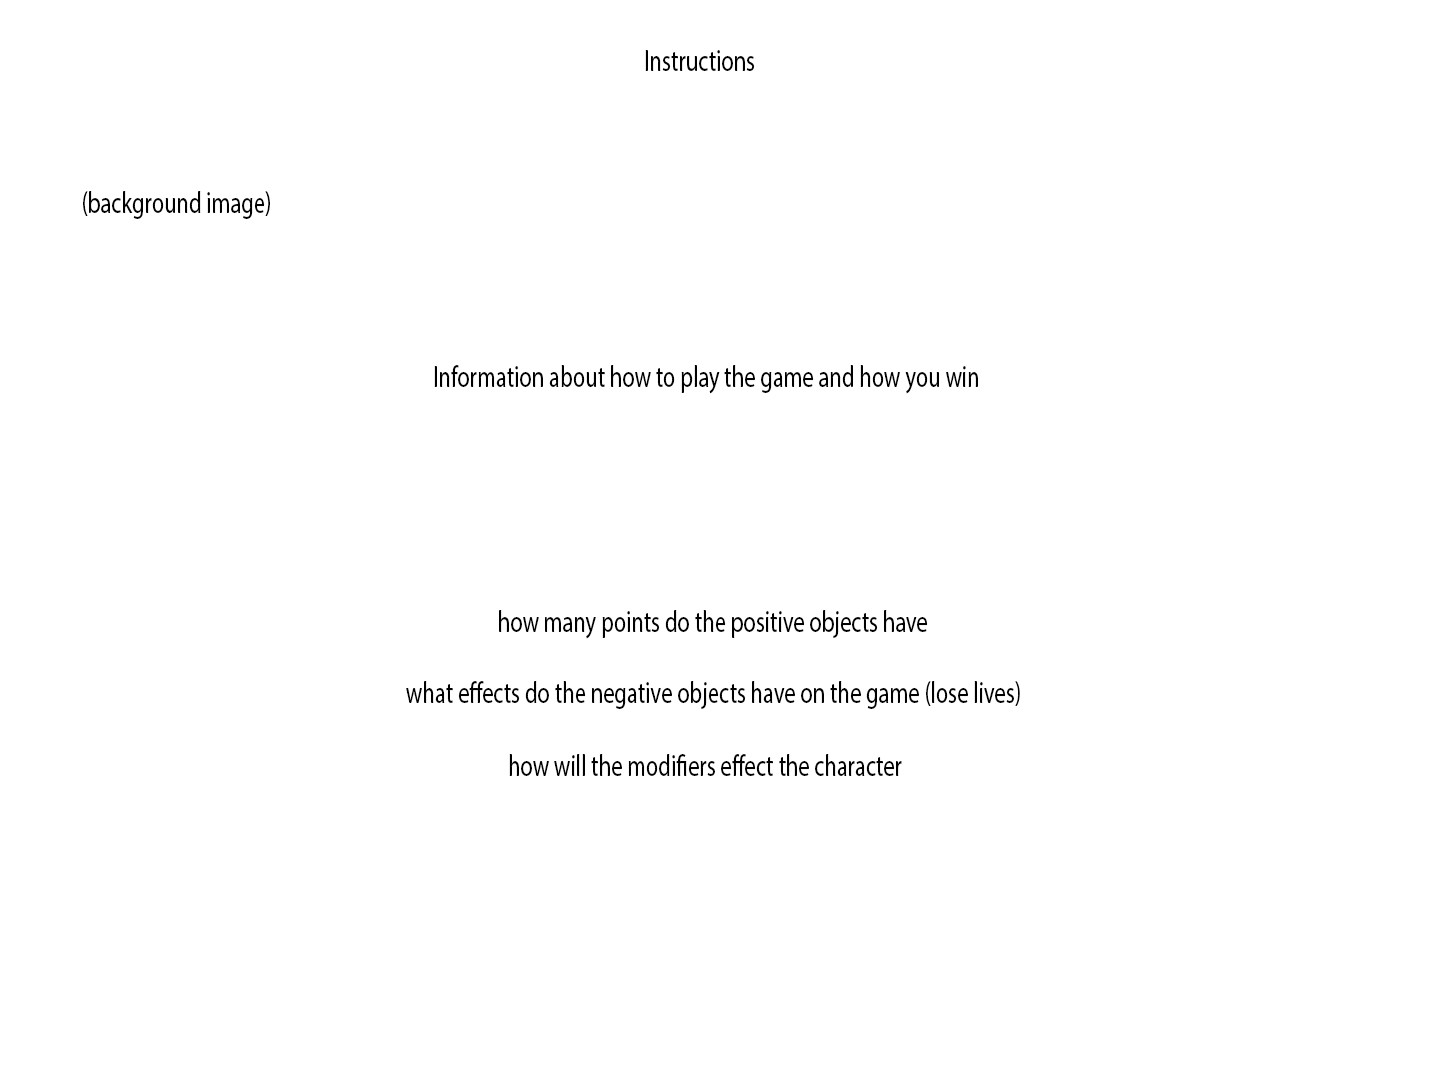 Instructions
(background image)
Information about how to play the game and how you win
how many points do the positive objects have
what effects do the negative objects have on the game (lose lives)
how will the modifiers effect the character